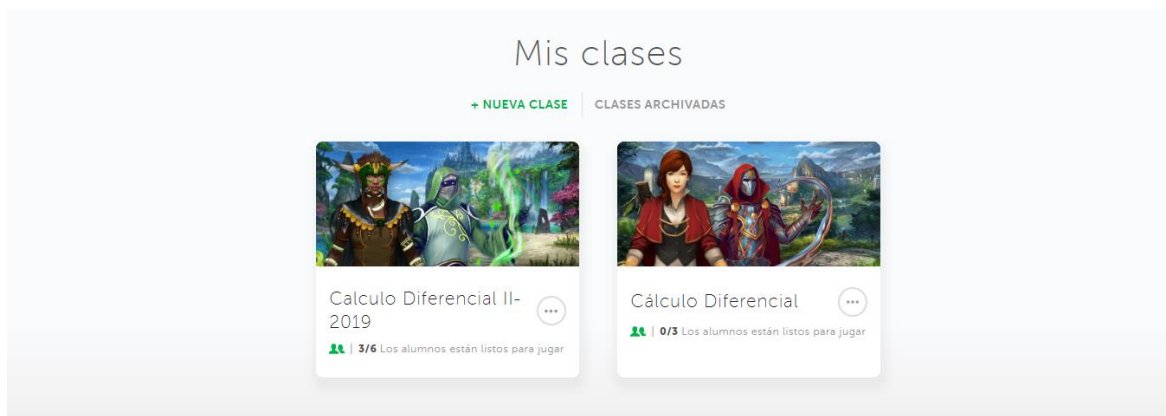 Mis clases
+ NUEVA CLASE
CLASES ARCHIVADAS
Calculo Diferencial II-
2019
3/6 Los alumnos están listos para jugar
Cálculo Diferencial
0/3 Los alumnos están listos para jugar